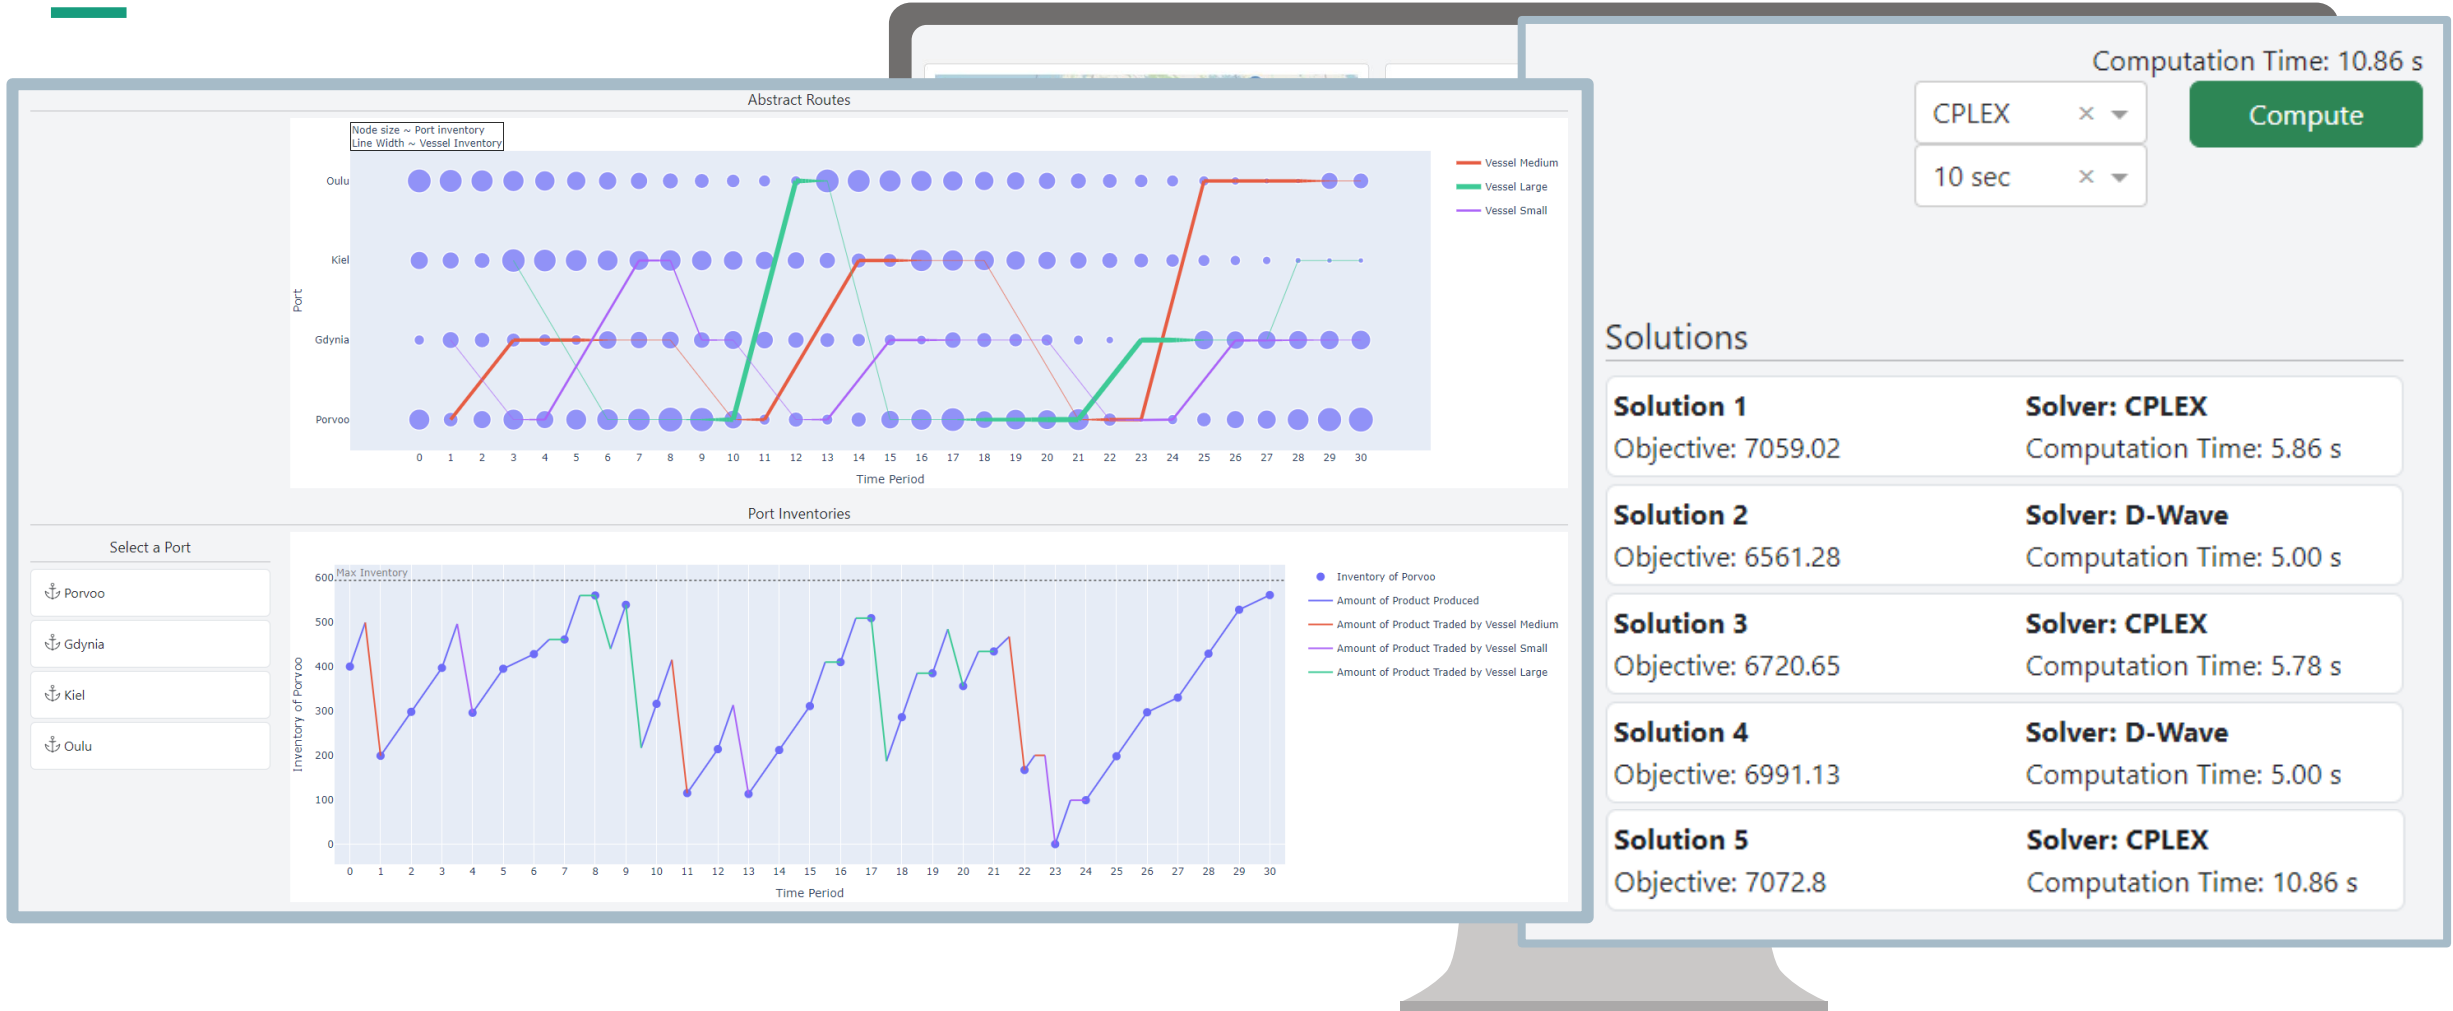 Abstract Routes
Node size ~ Port inventory
Line Width ~ Vessel Inventory
Oulu
Kiel
Gdynia
Porvoo
Port
0 1 2 3 4 5 6 7 8 9 10 11 12 13 14 15 16 17 18 19 20 21 22 23 24 25 26 27 28 29 30
Time Period
Vessel Medium
Vessel Large
Vessel Small
Port Inventories
Select a Port
Porvoo
Gdynia
Kiel
Oulu
Max Inventory
600
500
400
300
200
100
0
Inventory of Porvoo
0 1 2 3 4 5 6 7 8 9 10 11 12 13 14 15 16 17 18 19 20 21 22 23 24 25 26 27 28 29 30
Time Period
Inventory of Porvoo
Amount of Product Produced
Amount of Product Traded by Vessel Medium
Amount of Product Traded by Vessel Small
Amount of Product Traded by Vessel Large
Computation Time: 10.86 s
CPLEX
Compute
10 sec
Solutions
Solution 1 Solver: CPLEX
Objective: 7059.02 Computation Time: 5.86 s
Solution 2 Solver: D-Wave
Objective: 6561.28 Computation Time: 5.00 s
Solution 3 Solver: CPLEX
Objective: 6720.65 Computation Time: 5.78 s
Solution 4 Solver: D-Wave
Objective: 6991.13 Computation Time: 5.00 s
Solution 5 Solver: CPLEX
Objective: 7072.8 Computation Time: 10.86 s